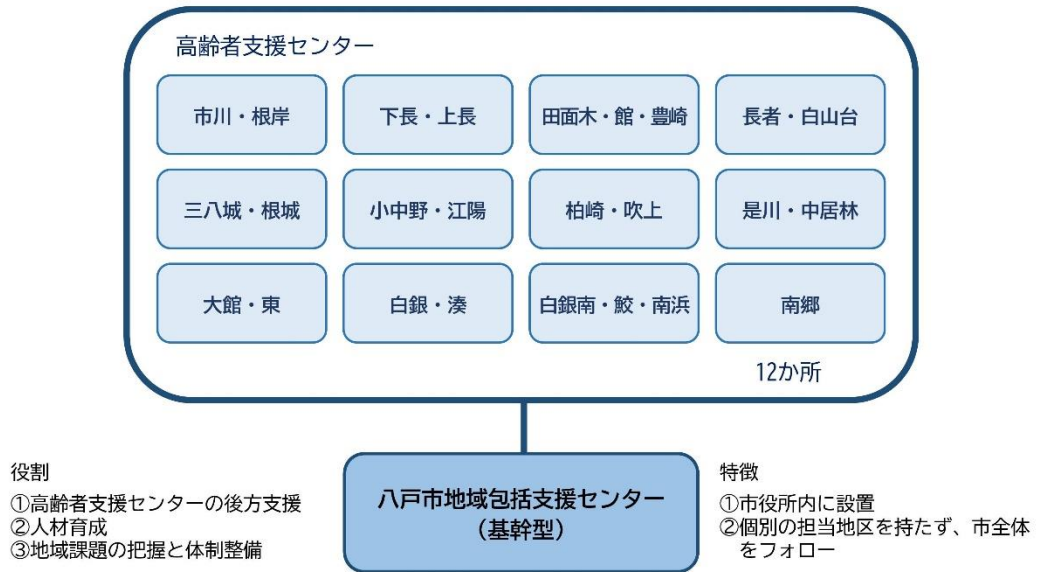 高齢者支援センター
市川・根岸
下長・上長
田面木・館・豊崎
長者・白山台
三八城・根城
小中野・江陽
柏崎・吹上
是川・中居林
大館・東
白銀・湊
白銀南・鮫・南浜
南郷
12か所
八戸市地域包括支援センター
（基幹型）
役割
①高齢者支援センターの後方支援
②人材育成
③地域課題の把握と体制整備
特徴
①市役所内に設置
②個別の担当地区を持たず、市全体
をフォロー